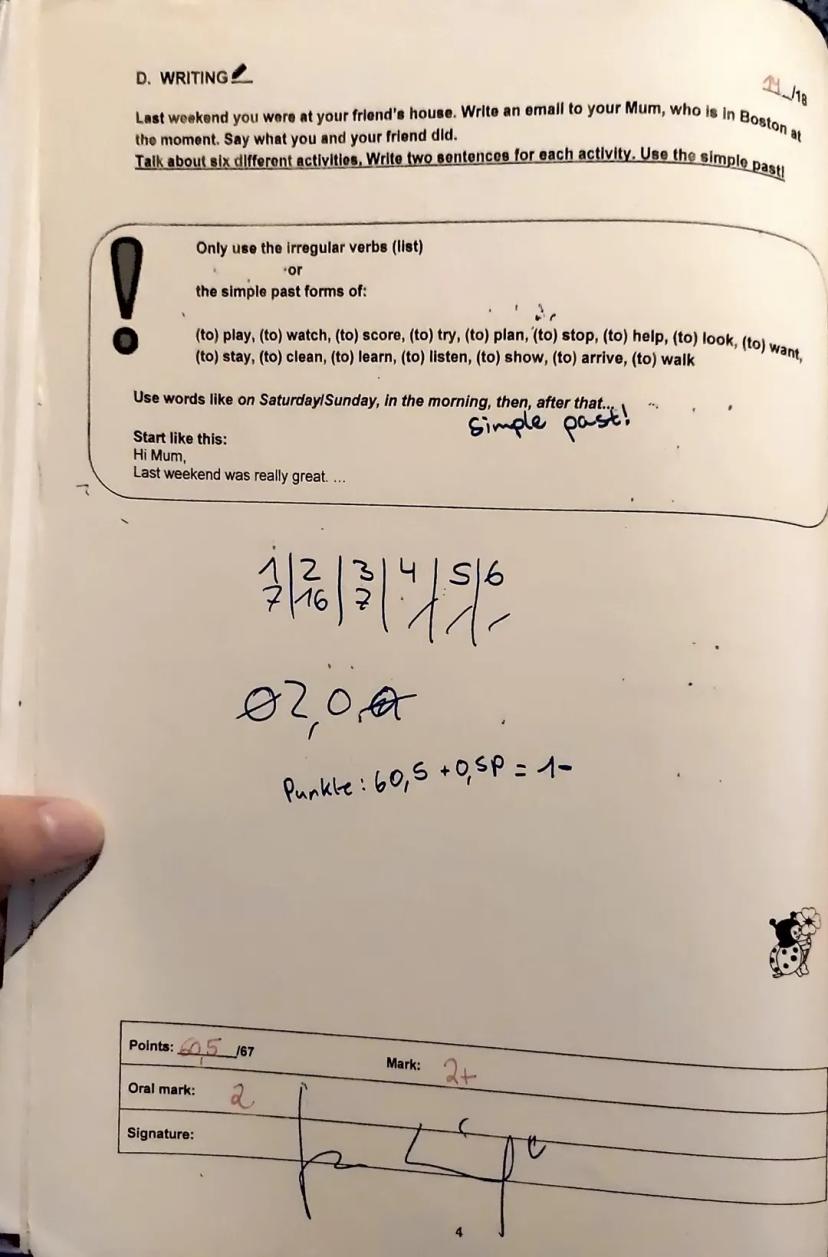 D. WRITING
14/18
Last weekend you were at your friend's house. Write an email to your Mum, who is in Boston at
the moment. Say what you and your friend did.
Talk about six different activities. Write two sentences for each activity. Use the simple past!
Only use the irregular verbs (list)
or
the simple past forms of:
(to) play, (to) watch, (to) score, (to) try, (to) plan, (to) stop, (to) help, (to) look, (to) want,
(to) stay, (to) clean, (to) learn, (to) listen, (to) show, (to) arrive, (to) walk
Use words like on Saturday/Sunday, in the morning, then, after that...
simple past!
Start like this:
Hi Mum,
Last weekend was really great. ...
1 | 2 | 3 | 4 | 5 | 6
7 | 16 | 7
2,0
Punkte: 60,5 + 0,5P = 1-
Points: 60,5 /67
Mark: 2+
Oral mark: 2
Signature:
4